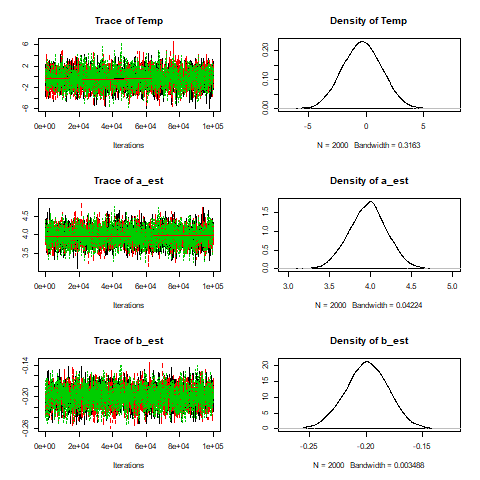 Trace of Temp
6
2
-2
-6
0e+00 2e+04 4e+04 6e+04 8e+04 1e+05
Iterations
Density of Temp
0.20
0.10
0.00
-5 0 5
N = 2000 Bandwidth = 0.3163
Trace of a_est
4.5
4.0
3.5
0e+00 2e+04 4e+04 6e+04 8e+04 1e+05
Iterations
Density of a_est
1.5
1.0
0.5
0.0
3.0 3.5 4.0 4.5 5.0
N = 2000 Bandwidth = 0.04224
Trace of b_est
-0.14
-0.20
-0.26
0e+00 2e+04 4e+04 6e+04 8e+04 1e+05
Iterations
Density of b_est
20
15
10
5
0
-0.25 -0.20 -0.15
N = 2000 Bandwidth = 0.003488